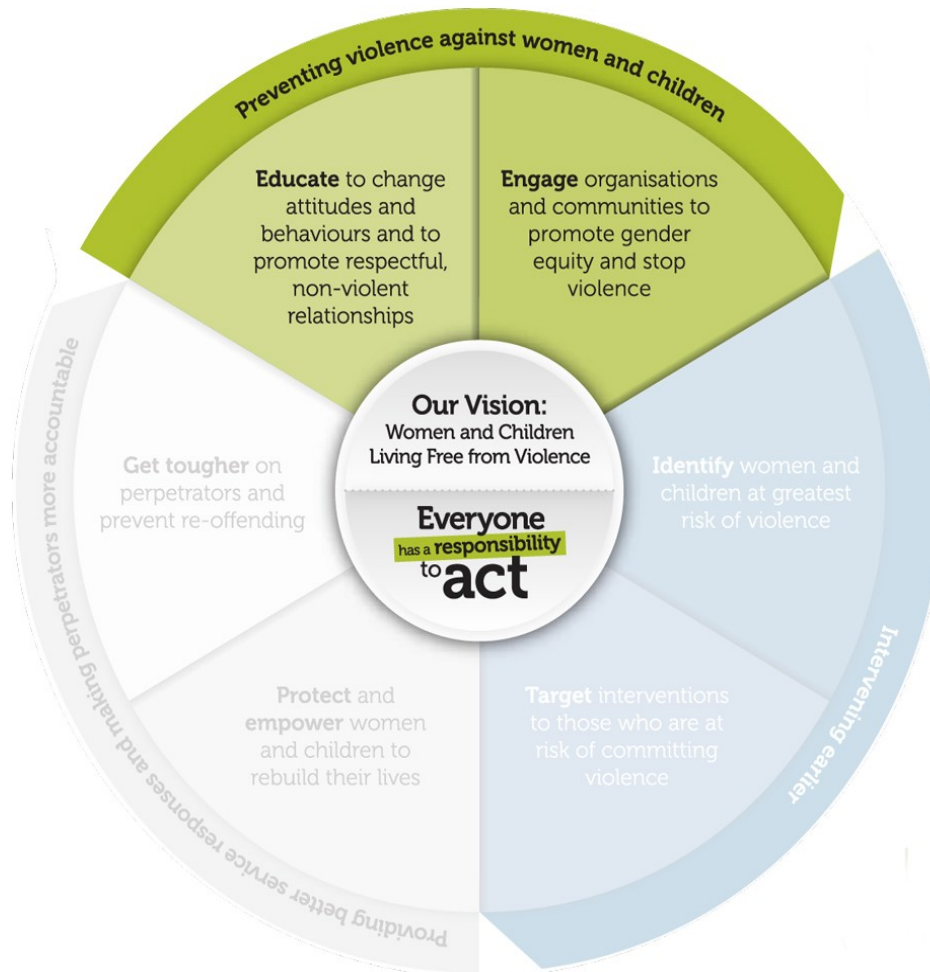 Preventing violence against women and children
Educate to change
attitudes and
behaviours and to
promote respectful,
non-violent
relationships
Engage organisations
and communities to
promote gender
equity and stop
violence
Our Vision:
Women and Children
Living Free from Violence
Everyone
has a responsibility
to act
Identify women and
children at greatest
risk of violence
Target interventions
to those who are at
risk of committing
violence
Intervening earlier
Protect and
empower women
and children to
rebuild their lives
Get tougher on
perpetrators and
prevent re-offending
Providing better service responses and making perpetrators more accountable